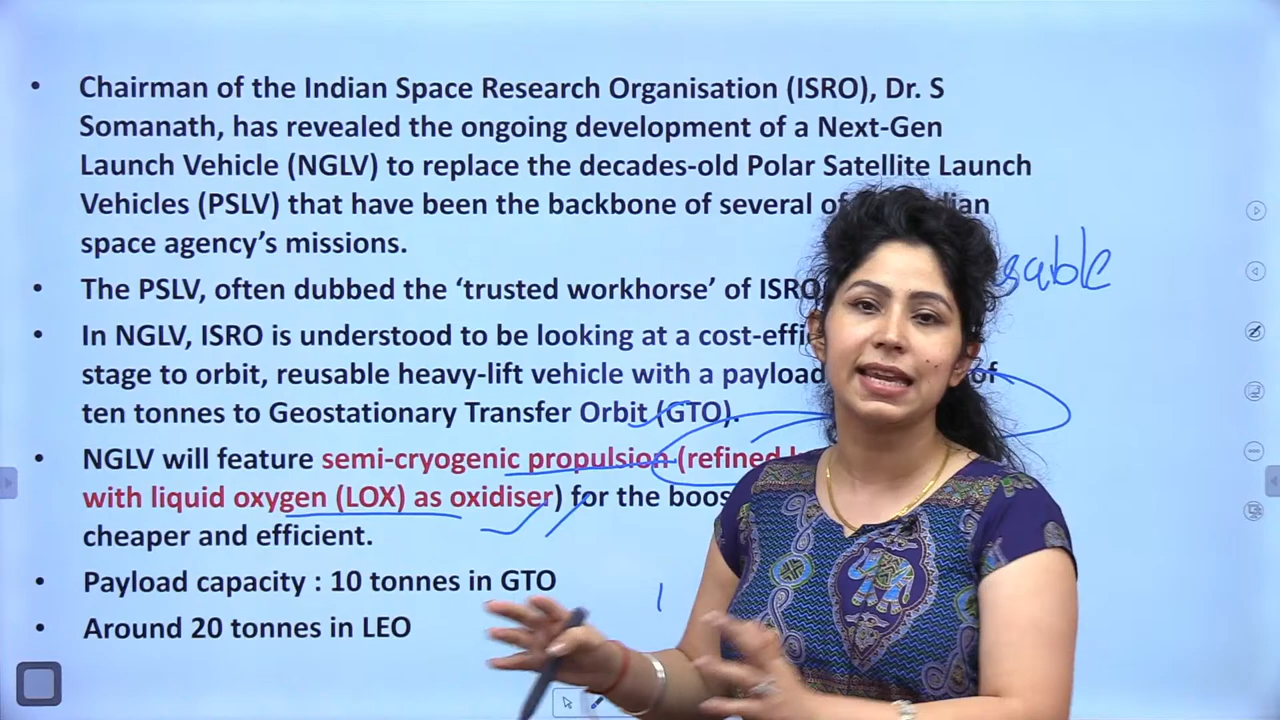 • Chairman of the Indian Space Research Organisation (ISRO), Dr. S
Somanath, has revealed the ongoing development of a Next-Gen
Launch Vehicle (NGLV) to replace the decades-old Polar Satellite Launch
Vehicles (PSLV) that have been the backbone of several of
space agency’s missions.
• The PSLV, often dubbed the ‘trusted workhorse’ of ISRO
sable
• In NGLV, ISRO is understood to be looking at a
stage to orbit, reusable heavy-lift vehicle with a payload of
ten tonnes to Geostationary Transfer Orbit (GTO).
• NGLV will feature semi-cryogenic propulsion (refined
with liquid oxygen (LOX) as oxidiser) for the
cheaper and efficient.
• Payload capacity : 10 tonnes in GTO
• Around 20 tonnes in LEO